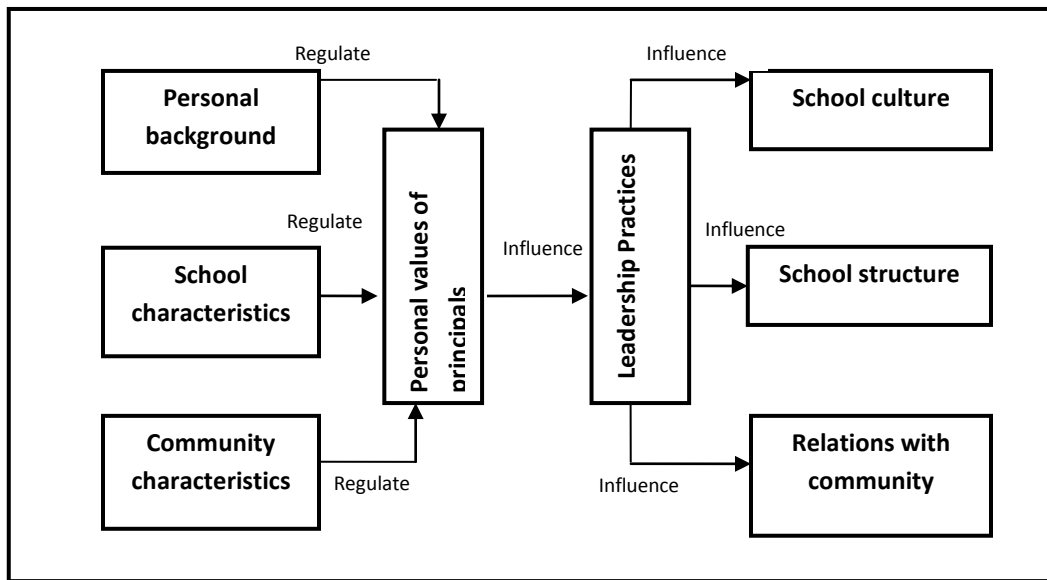 Regulate
Personal
background
Regulate
School
characteristics
Community
characteristics
Regulate
Personal values of
principals
Influence
Leadership Practices
Influence
School culture
Influence
School structure
Influence
Relations with
community